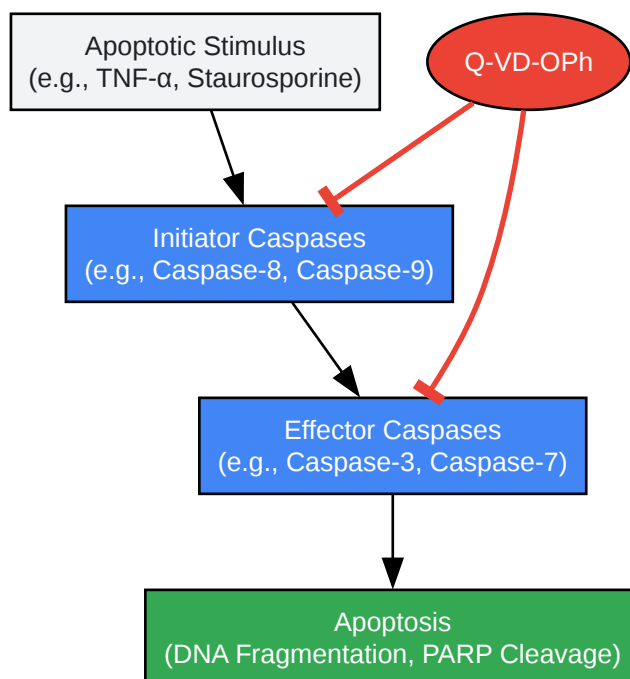 Apoptotic Stimulus
(e.g., TNF-α, Staurosporine)
Q-VD-OPh
Initiator Caspases
(e.g., Caspase-8, Caspase-9)
Effector Caspases
(e.g., Caspase-3, Caspase-7)
Apoptosis
(DNA Fragmentation, PARP Cleavage)